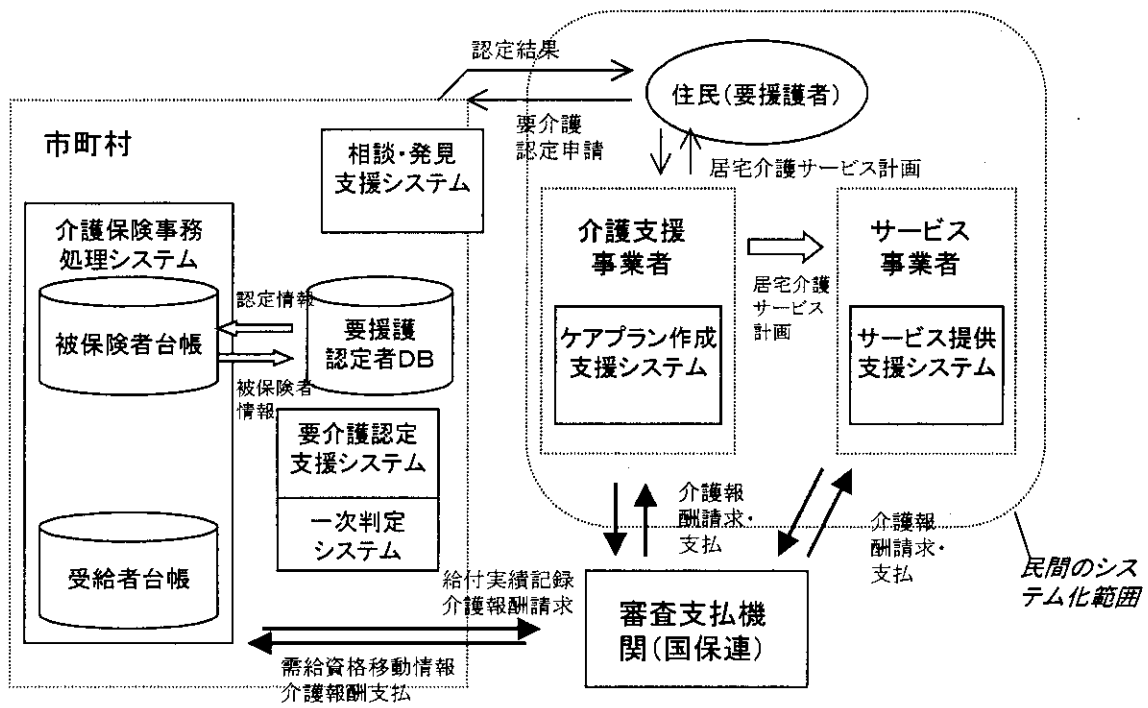 認定結果
住民(要援護者)
要介護
認定申請
居宅介護サービス計画
市町村
相談・発見
支援システム
介護保険事務
処理システム
被保険者台帳
認定情報
被保険者
情報
要援護
認定者DB
要介護認定
支援システム
一次判定
システム
受給者台帳
介護支援
事業者
ケアプラン作成
支援システム
居宅介護
サービス
計画
サービス
事業者
サービス提供
支援システム
介護報
酬請求・
支払
介護報
酬請求・
支払
民間のシス
テム化範囲
給付実績記録
介護報酬請求
審査支払機
関(国保連)
需給資格移動情報
介護報酬支払